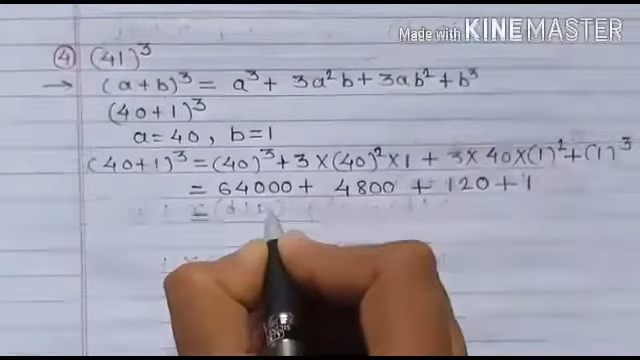 Made with KINEMASTER
④ (41)³
→ (a+b)³ = a³ + 3a²b + 3ab² + b³
(40+1)³
a=40, b=1
(40+1)³ = (40)³ + 3×(40)²×1 + 3×40×(1)² + (1)³
= 64000 + 4800 + 120 + 1
=